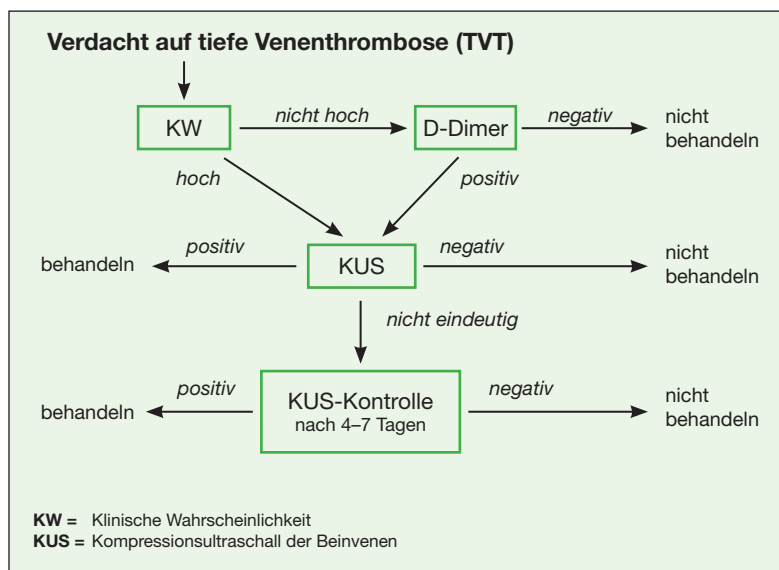 Verdacht auf tiefe Venenthrombose (TVT)
KW
nicht hoch
D-Dimer
negativ
nicht
behandeln
hoch
positiv
behandeln
positiv
KUS
negativ
nicht
behandeln
nicht eindeutig
behandeln
positiv
KUS-Kontrolle
nach 4–7 Tagen
negativ
nicht
behandeln
KW = Klinische Wahrscheinlichkeit
KUS = Kompressionsultraschall der Beinvenen